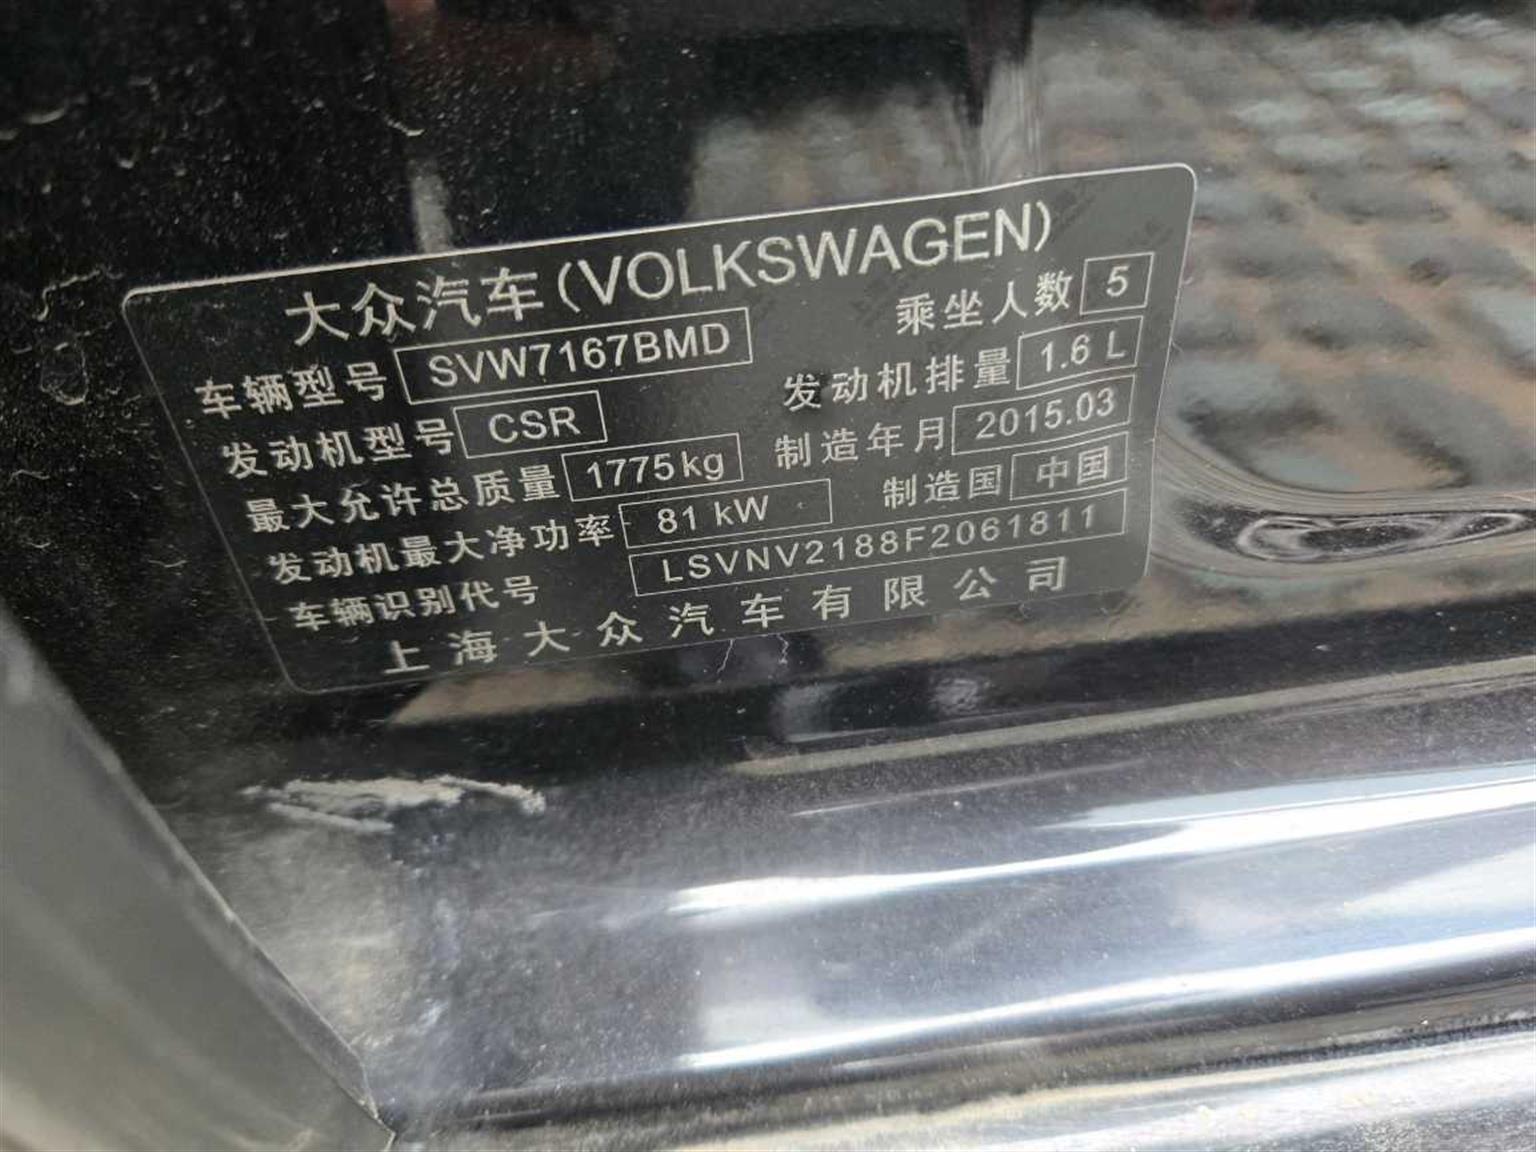 大众汽车(VOLKSWAGEN)
车辆型号 SVW7167BMD 乘坐人数 5
发动机型号 CSR 发动机排量 1.6 L
最大允许总质量 1775kg 制造年月 2015.03
发动机最大净功率 81 kW 制造国 中国
车辆识别代号 LSVNV2188F2061811
上海大众汽车有限公司